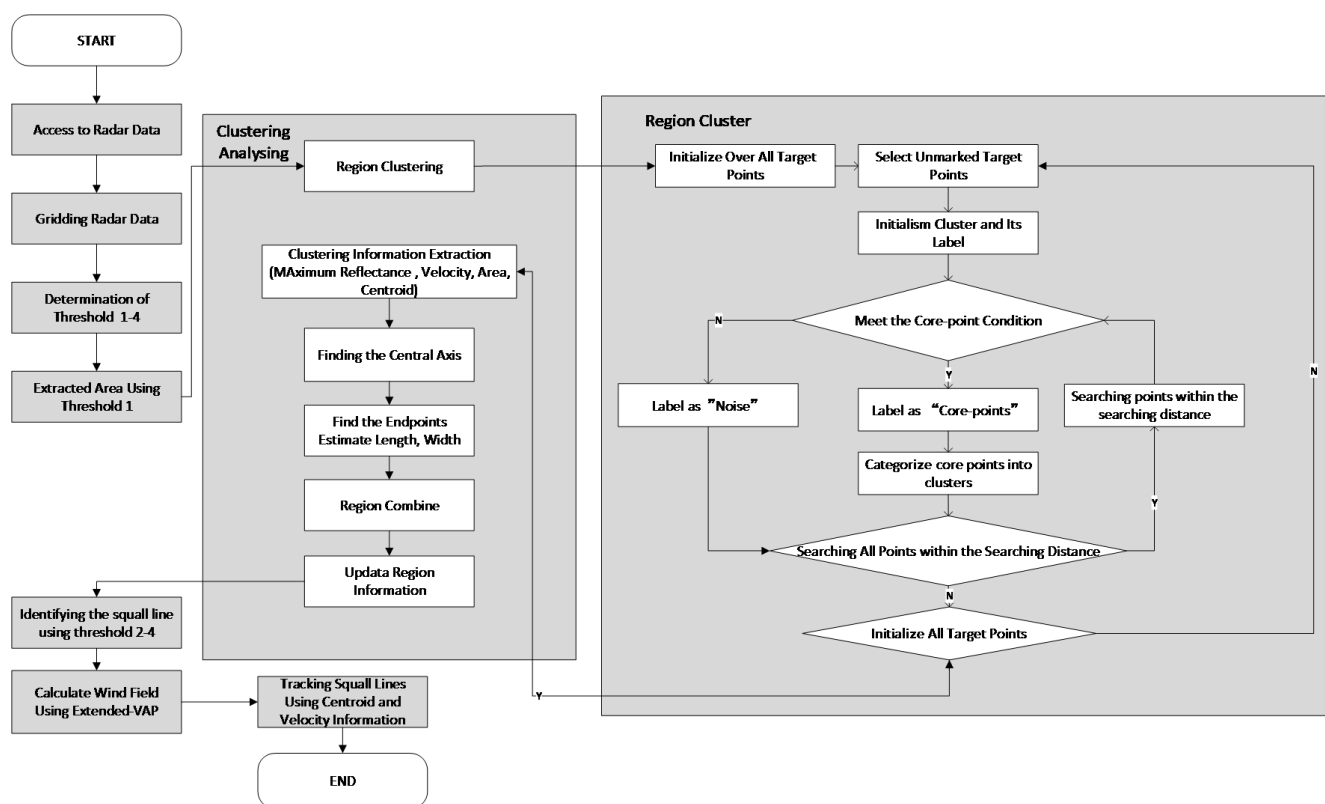 START
Access to Radar Data
Gridding Radar Data
Determination of
Threshold 1-4
Extracted Area Using
Threshold 1
Clustering
Analysing
Region Clustering
Clustering Information Extraction
(MAximum Reflectance , Velocity, Area,
Centroid)
Finding the Central Axis
Find the Endpoints
Estimate Length, Width
Region Combine
Updata Region
Information
Identifying the squall line
using threshold 2-4
Calculate Wind Field
Using Extended-VAP
Tracking Squall Lines
Using Centroid and
Velocity Information
END
Region Cluster
Initialize Over All Target
Points
Select Unmarked Target
Points
Initialism Cluster and Its
Label
Meet the Core-point Condition
N
Y
Label as ”Noise”
Label as “Core-points”
Searching points within the
searching distance
Categorize core points into
clusters
Searching All Points within the Searching Distance
Y
N
Initialize All Target Points
N
Y